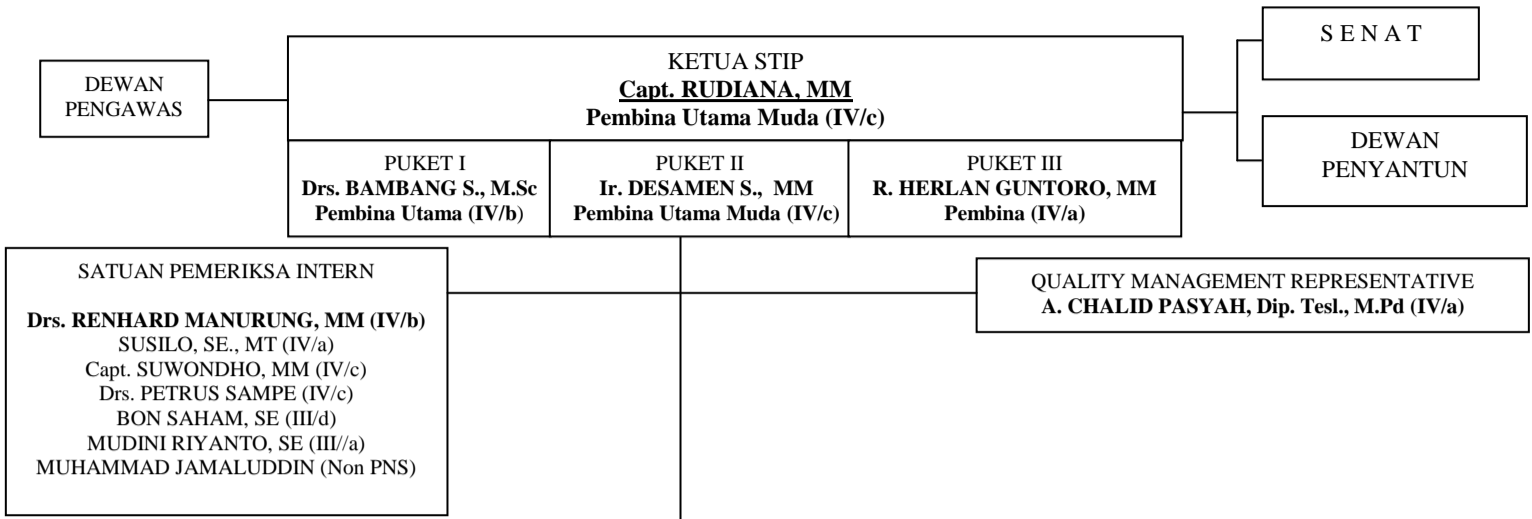 S E N A T
KETUA STIP
Capt. RUDIANA, MM
Pembina Utama Muda (IV/c)
DEWAN
PENGAWAS
DEWAN
PENYANTUN
PUKET I
Drs. BAMBANG S., M.Sc
Pembina Utama (IV/b)
PUKET II
Ir. DESAMEN S., MM
Pembina Utama Muda (IV/c)
PUKET III
R. HERLAN GUNTORO, MM
Pembina (IV/a)
SATUAN PEMERIKSA INTERN
Drs. RENHARD MANURUNG, MM (IV/b)
SUSILO, SE., MT (IV/a)
Capt. SUWONDHO, MM (IV/c)
Drs. PETRUS SAMPE (IV/c)
BON SAHAM, SE (III/d)
MUDINI RIYANTO, SE (III//a)
MUHAMMAD JAMALUDDIN (Non PNS)
QUALITY MANAGEMENT REPRESENTATIVE
A. CHALID PASYAH, Dip. Tesl., M.Pd (IV/a)